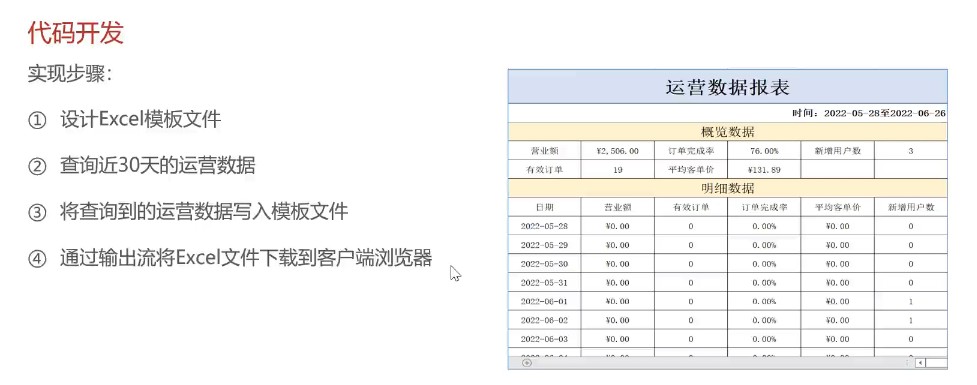 代码开发
实现步骤：
① 设计Excel模板文件
② 查询近30天的运营数据
③ 将查询到的运营数据写入模板文件
④ 通过输出流将Excel文件下载到客户端浏览器
运营数据报表
时间：2022-05-28至2022-06-26
概览数据
营业额 ¥2,506.00 订单完成率 76.00% 新增用户数 3
有效订单 19 平均客单价 ¥131.89
明细数据
日期 营业额 有效订单 订单完成率 平均客单价 新增用户数
2022-05-28 ¥0.00 0 0.00% ¥0.00 0
2022-05-29 ¥0.00 0 0.00% ¥0.00 0
2022-05-30 ¥0.00 0 0.00% ¥0.00 0
2022-05-31 ¥0.00 0 0.00% ¥0.00 0
2022-06-01 ¥0.00 0 0.00% ¥0.00 1
2022-06-02 ¥0.00 0 0.00% ¥0.00 1
2022-06-03 ¥0.00 0 0.00% ¥0.00 0